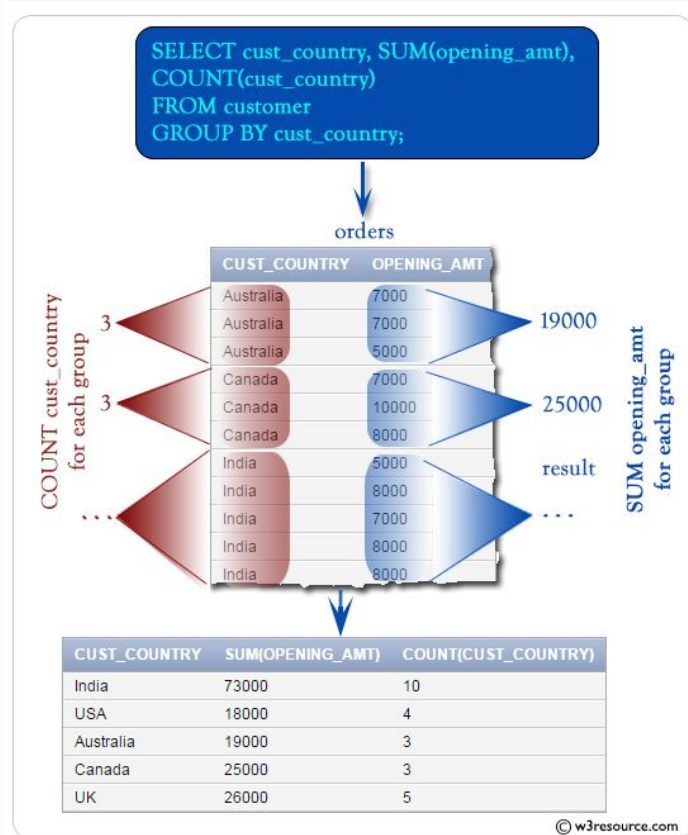 SELECT cust_country, SUM(opening_amt),
COUNT(cust_country)
FROM customer
GROUP BY cust_country;
orders
CUST_COUNTRY OPENING_AMT
Australia 7000
Australia 7000
Australia 5000
Canada 7000
Canada 10000
Canada 8000
India 5000
India 8000
India 7000
India 8000
India 8000
COUNT cust_country
for each group
3
3
. . .
19000
25000
result
. . .
SUM opening_amt
for each group
CUST_COUNTRY SUM(OPENING_AMT) COUNT(CUST_COUNTRY)
India 73000 10
USA 18000 4
Australia 19000 3
Canada 25000 3
UK 26000 5
© w3resource.com